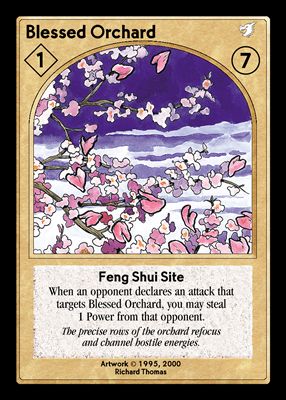 Blessed Orchard
1
7
Feng Shui Site
When an opponent declares an attack that
targets Blessed Orchard, you may steal
1 Power from that opponent.
The precise rows of the orchard refocus
and channel hostile energies.
Artwork © 1995, 2000
Richard Thomas